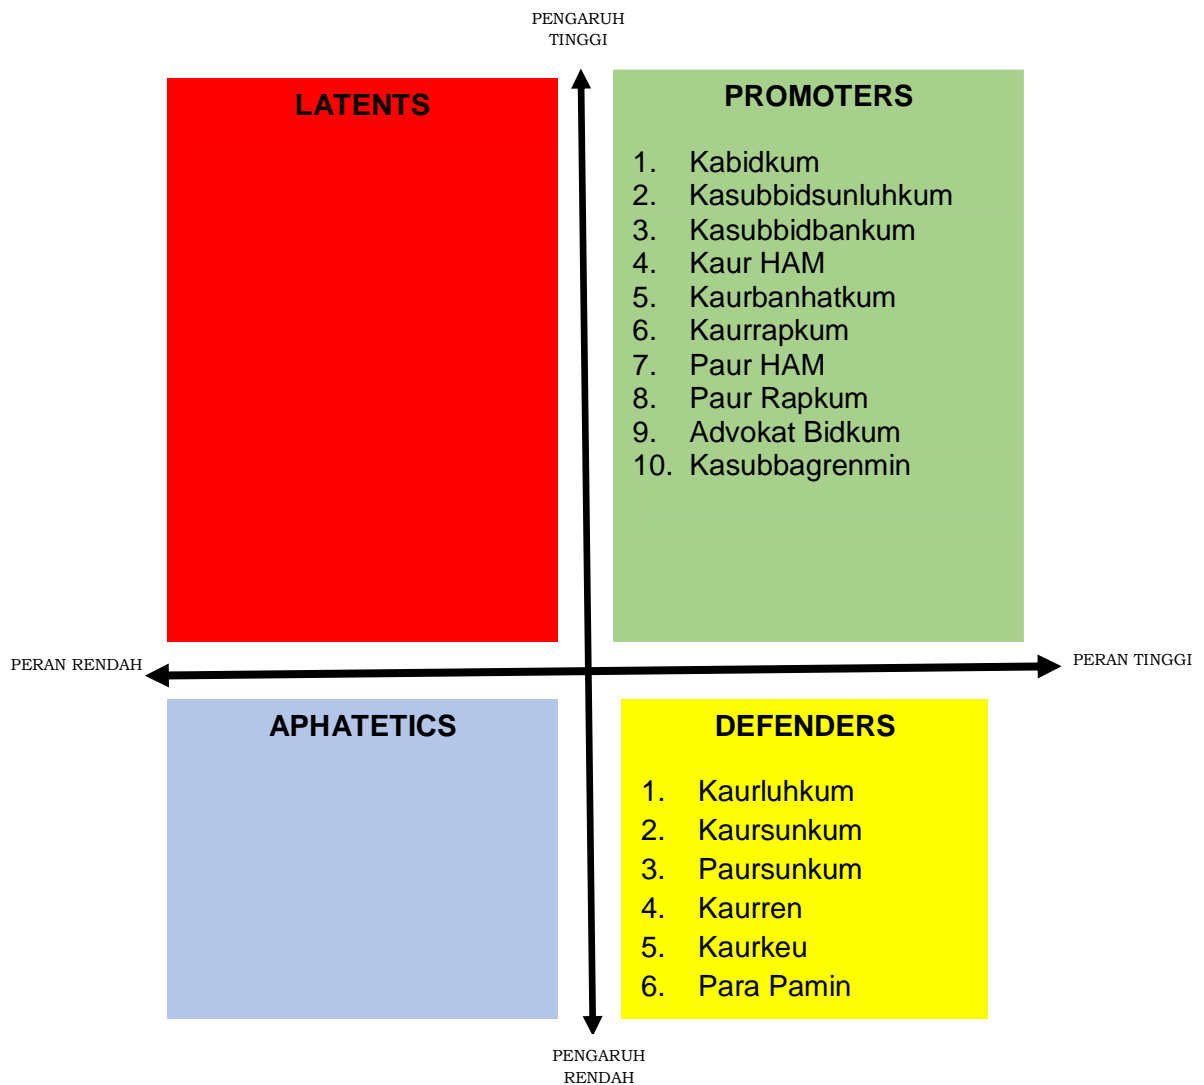 PENGARUH
TINGGI
LATENTS
PROMOTERS
1. Kabidkum
2. Kasubbidsunluhkum
3. Kasubbidbankum
4. Kaur HAM
5. Kaurbanhatkum
6. Kaurrapkum
7. Paur HAM
8. Paur Rapkum
9. Advokat Bidkum
10. Kasubbagrenmin
PERAN RENDAH
PERAN TINGGI
APHATETICS
DEFENDERS
1. Kaurluhkum
2. Kaursunkum
3. Paursunkum
4. Kaurren
5. Kaurkeu
6. Para Pamin
PENGARUH
RENDAH